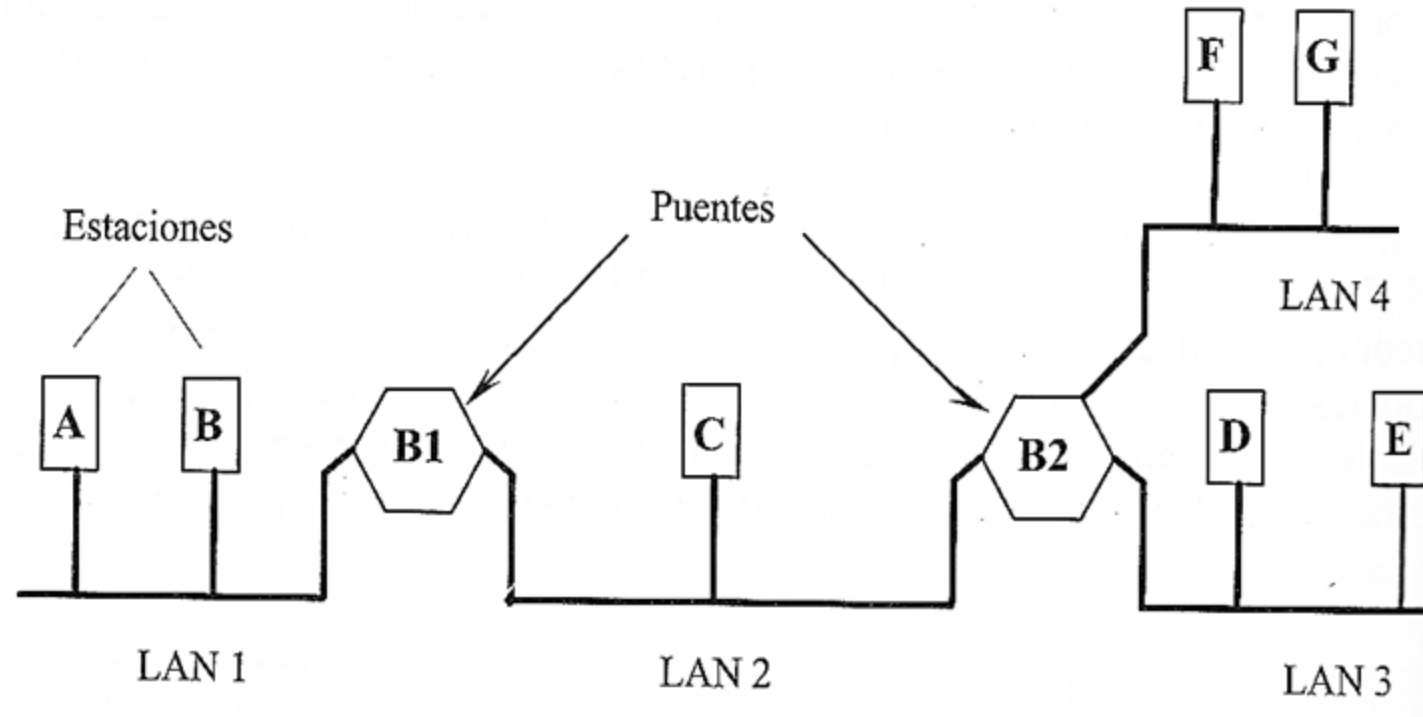 F G
Puentes
Estaciones
LAN 4
A B B1 C B2 D E
LAN 1
LAN 2
LAN 3